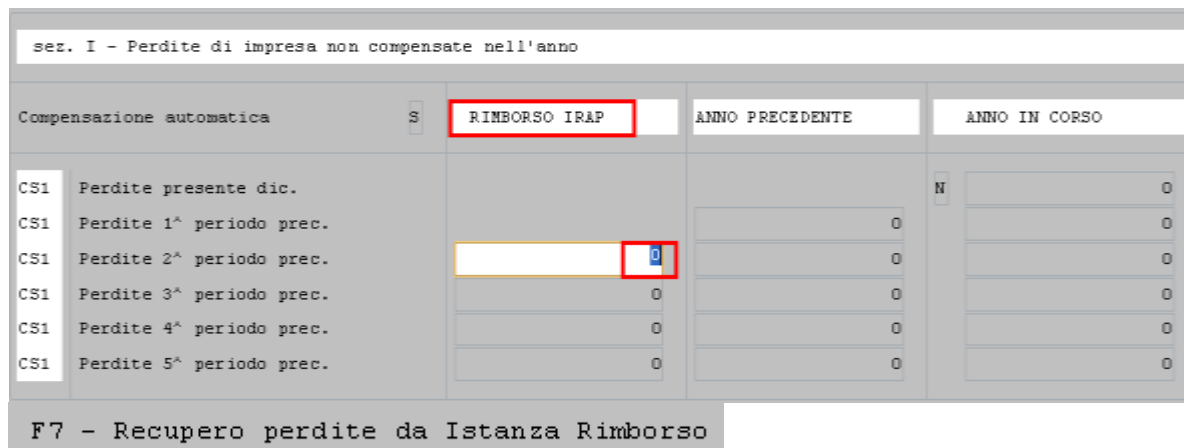 sez. I - Perdite di impresa non compensate nell'anno
Compensazione automatica S RIMBORSO IRAP ANNO PRECEDENTE ANNO IN CORSO
CS1 Perdite presente dic. N 0
CS1 Perdite 1^ periodo prec. 0 0
CS1 Perdite 2^ periodo prec. 0 0 0
CS1 Perdite 3^ periodo prec. 0 0 0
CS1 Perdite 4^ periodo prec. 0 0 0
CS1 Perdite 5^ periodo prec. 0 0 0
F7 - Recupero perdite da Istanza Rimborso